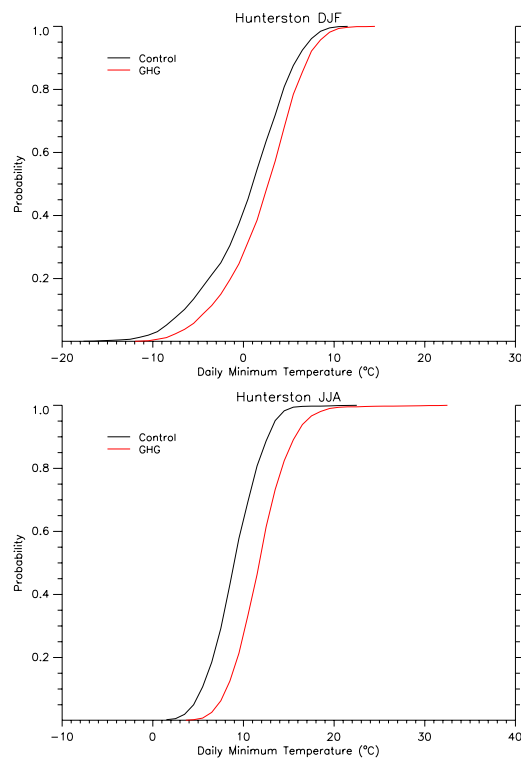 Hunterston DJF
1.0
Control
GHG
0.8
0.6
Probability
0.4
0.2
-20 -10 0 10 20 30
Daily Minimum Temperature (°C)
Hunterston JJA
1.0
Control
GHG
0.8
0.6
Probability
0.4
0.2
-10 0 10 20 30 40
Daily Minimum Temperature (°C)